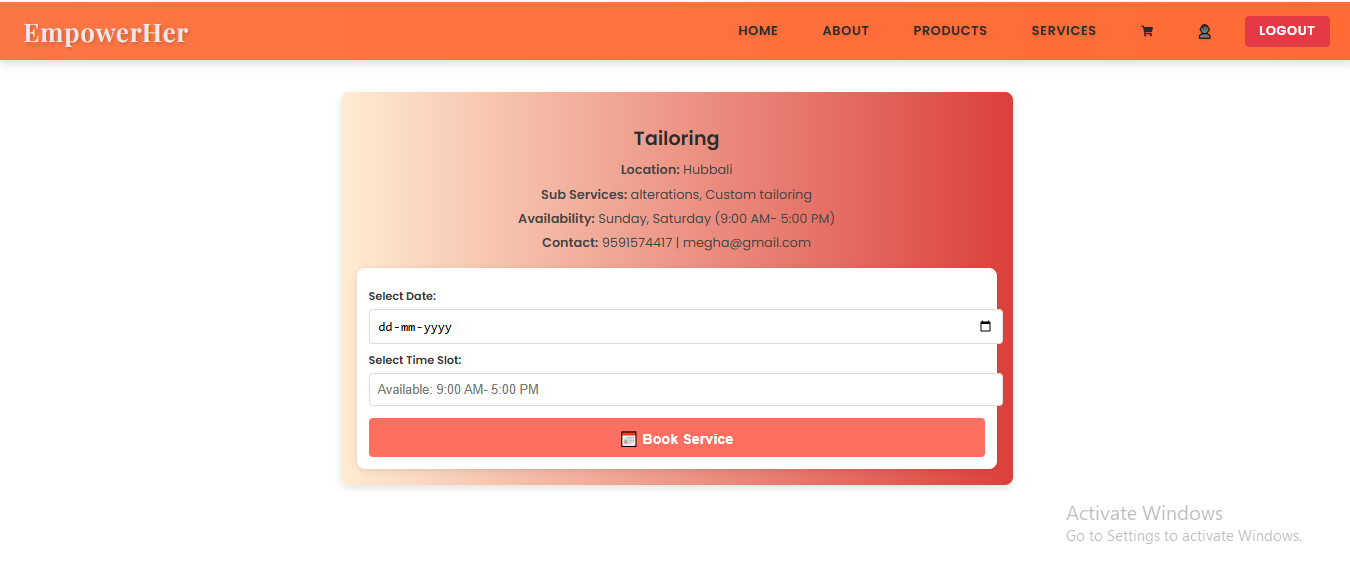 EmpowerHer
HOME ABOUT PRODUCTS SERVICES LOGOUT
Tailoring
Location: Hubbali
Sub Services: alterations, Custom tailoring
Availability: Sunday, Saturday (9:00 AM- 5:00 PM)
Contact: 9591574417 | megha@gmail.com
Select Date:
dd-mm-yyyy
Select Time Slot:
Available: 9:00 AM- 5:00 PM
Book Service
Activate Windows
Go to Settings to activate Windows.